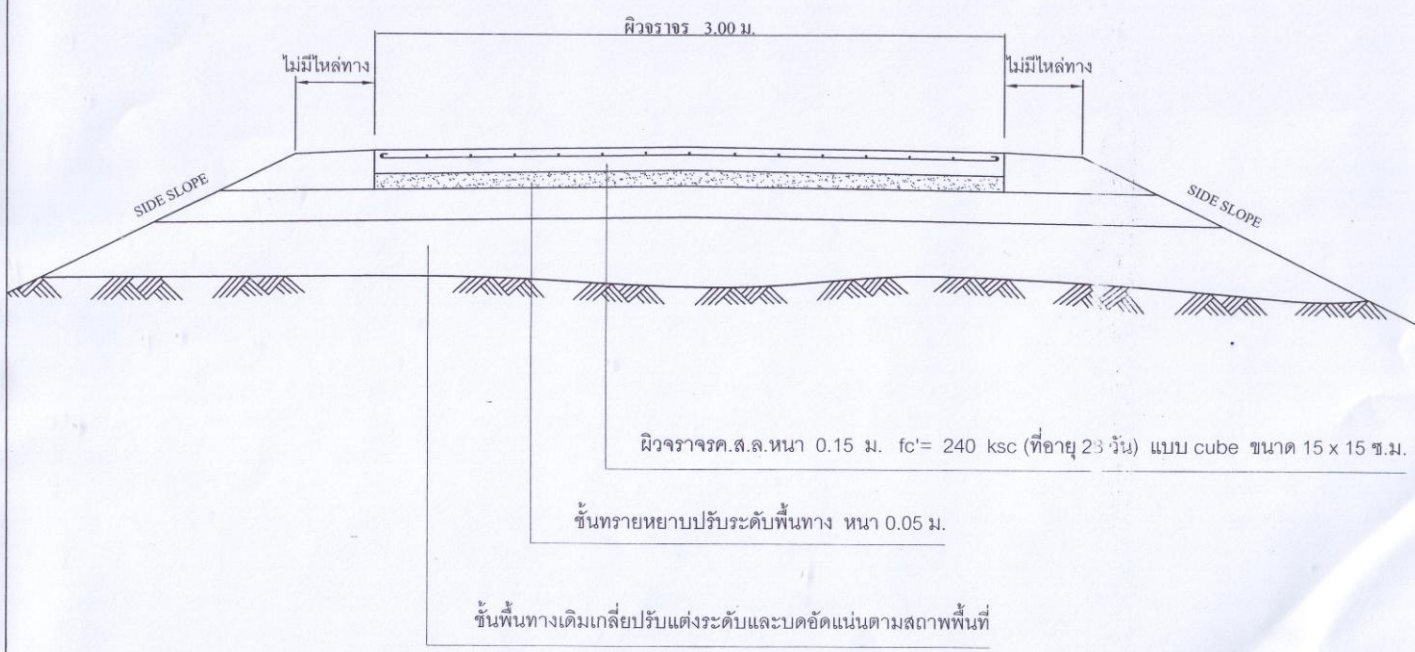 ผิวจราจร 3.00 ม.
ไม่มีไหล่ทาง
ไม่มีไหล่ทาง
SIDE SLOPE
SIDE SLOPE
ผิวจราจรค.ส.ล.หนา 0.15 ม. fc'= 240 ksc (ที่อายุ 28 วัน) แบบ cube ขนาด 15 x 15 ซ.ม.
ชั้นทรายหยาบปรับระดับพื้นทาง หนา 0.05 ม.
ชั้นพื้นทางเดิมเกลี่ยปรับแต่งระดับและบดอัดแน่นตามสถาพพื้นที่